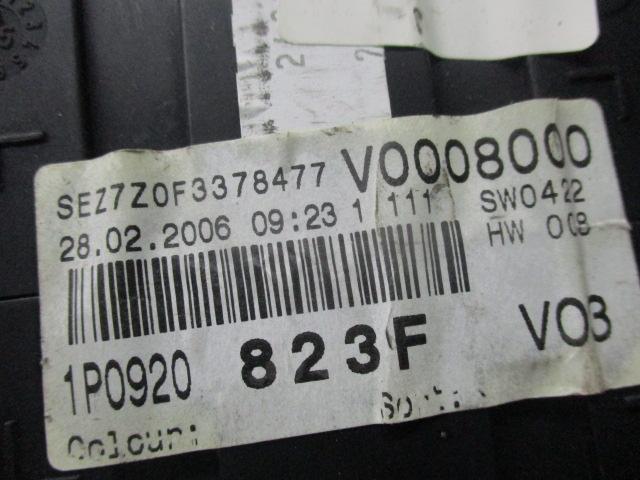 SEZ7Z0F3378477 V0008000
28.02.2006 09:23 1 111 SW0422
HW 008
1P0920 823F V03
Colour: